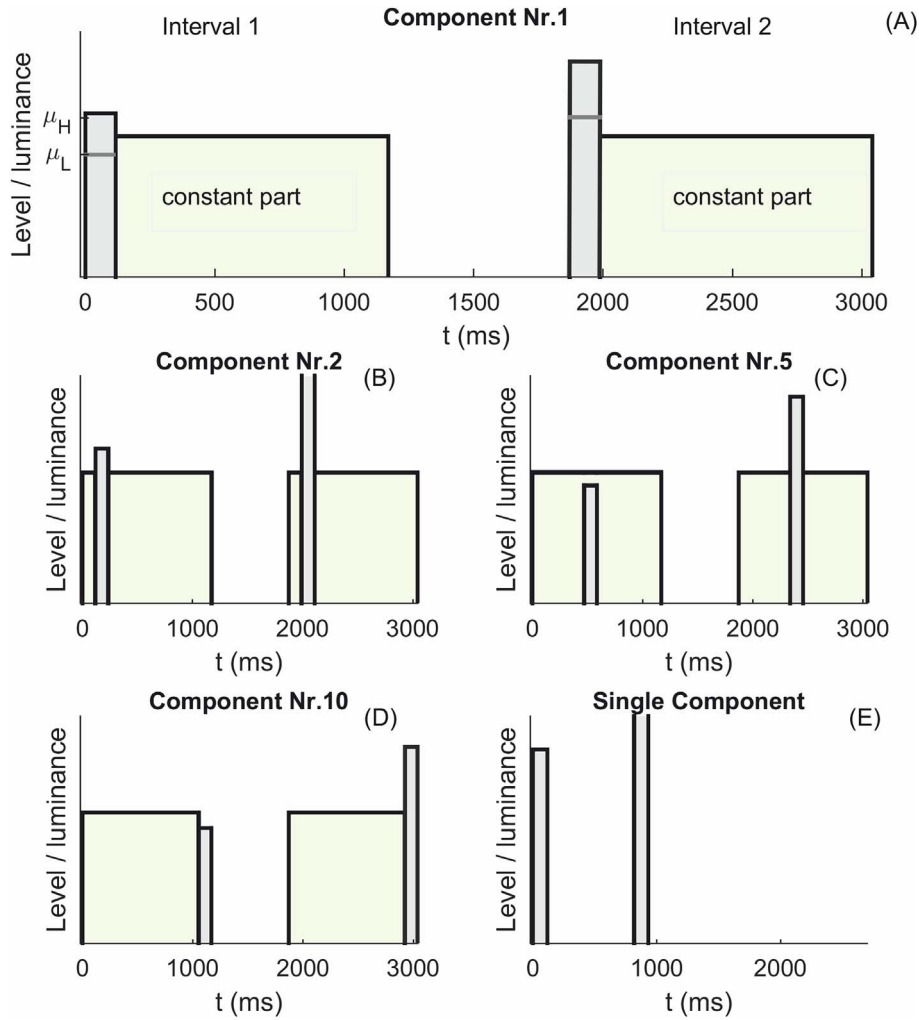 Component Nr.1
(A)
Interval 1
Interval 2
Level / luminance
μH
μL
constant part
constant part
0 500 1000 1500 2000 2500 3000
t (ms)
Component Nr.2
(B)
Level / luminance
0 1000 2000 3000
t (ms)
Component Nr.5
(C)
Level / luminance
0 1000 2000 3000
t (ms)
Component Nr.10
(D)
Level / luminance
0 1000 2000 3000
t (ms)
Single Component
(E)
Level / luminance
0 1000 2000
t (ms)